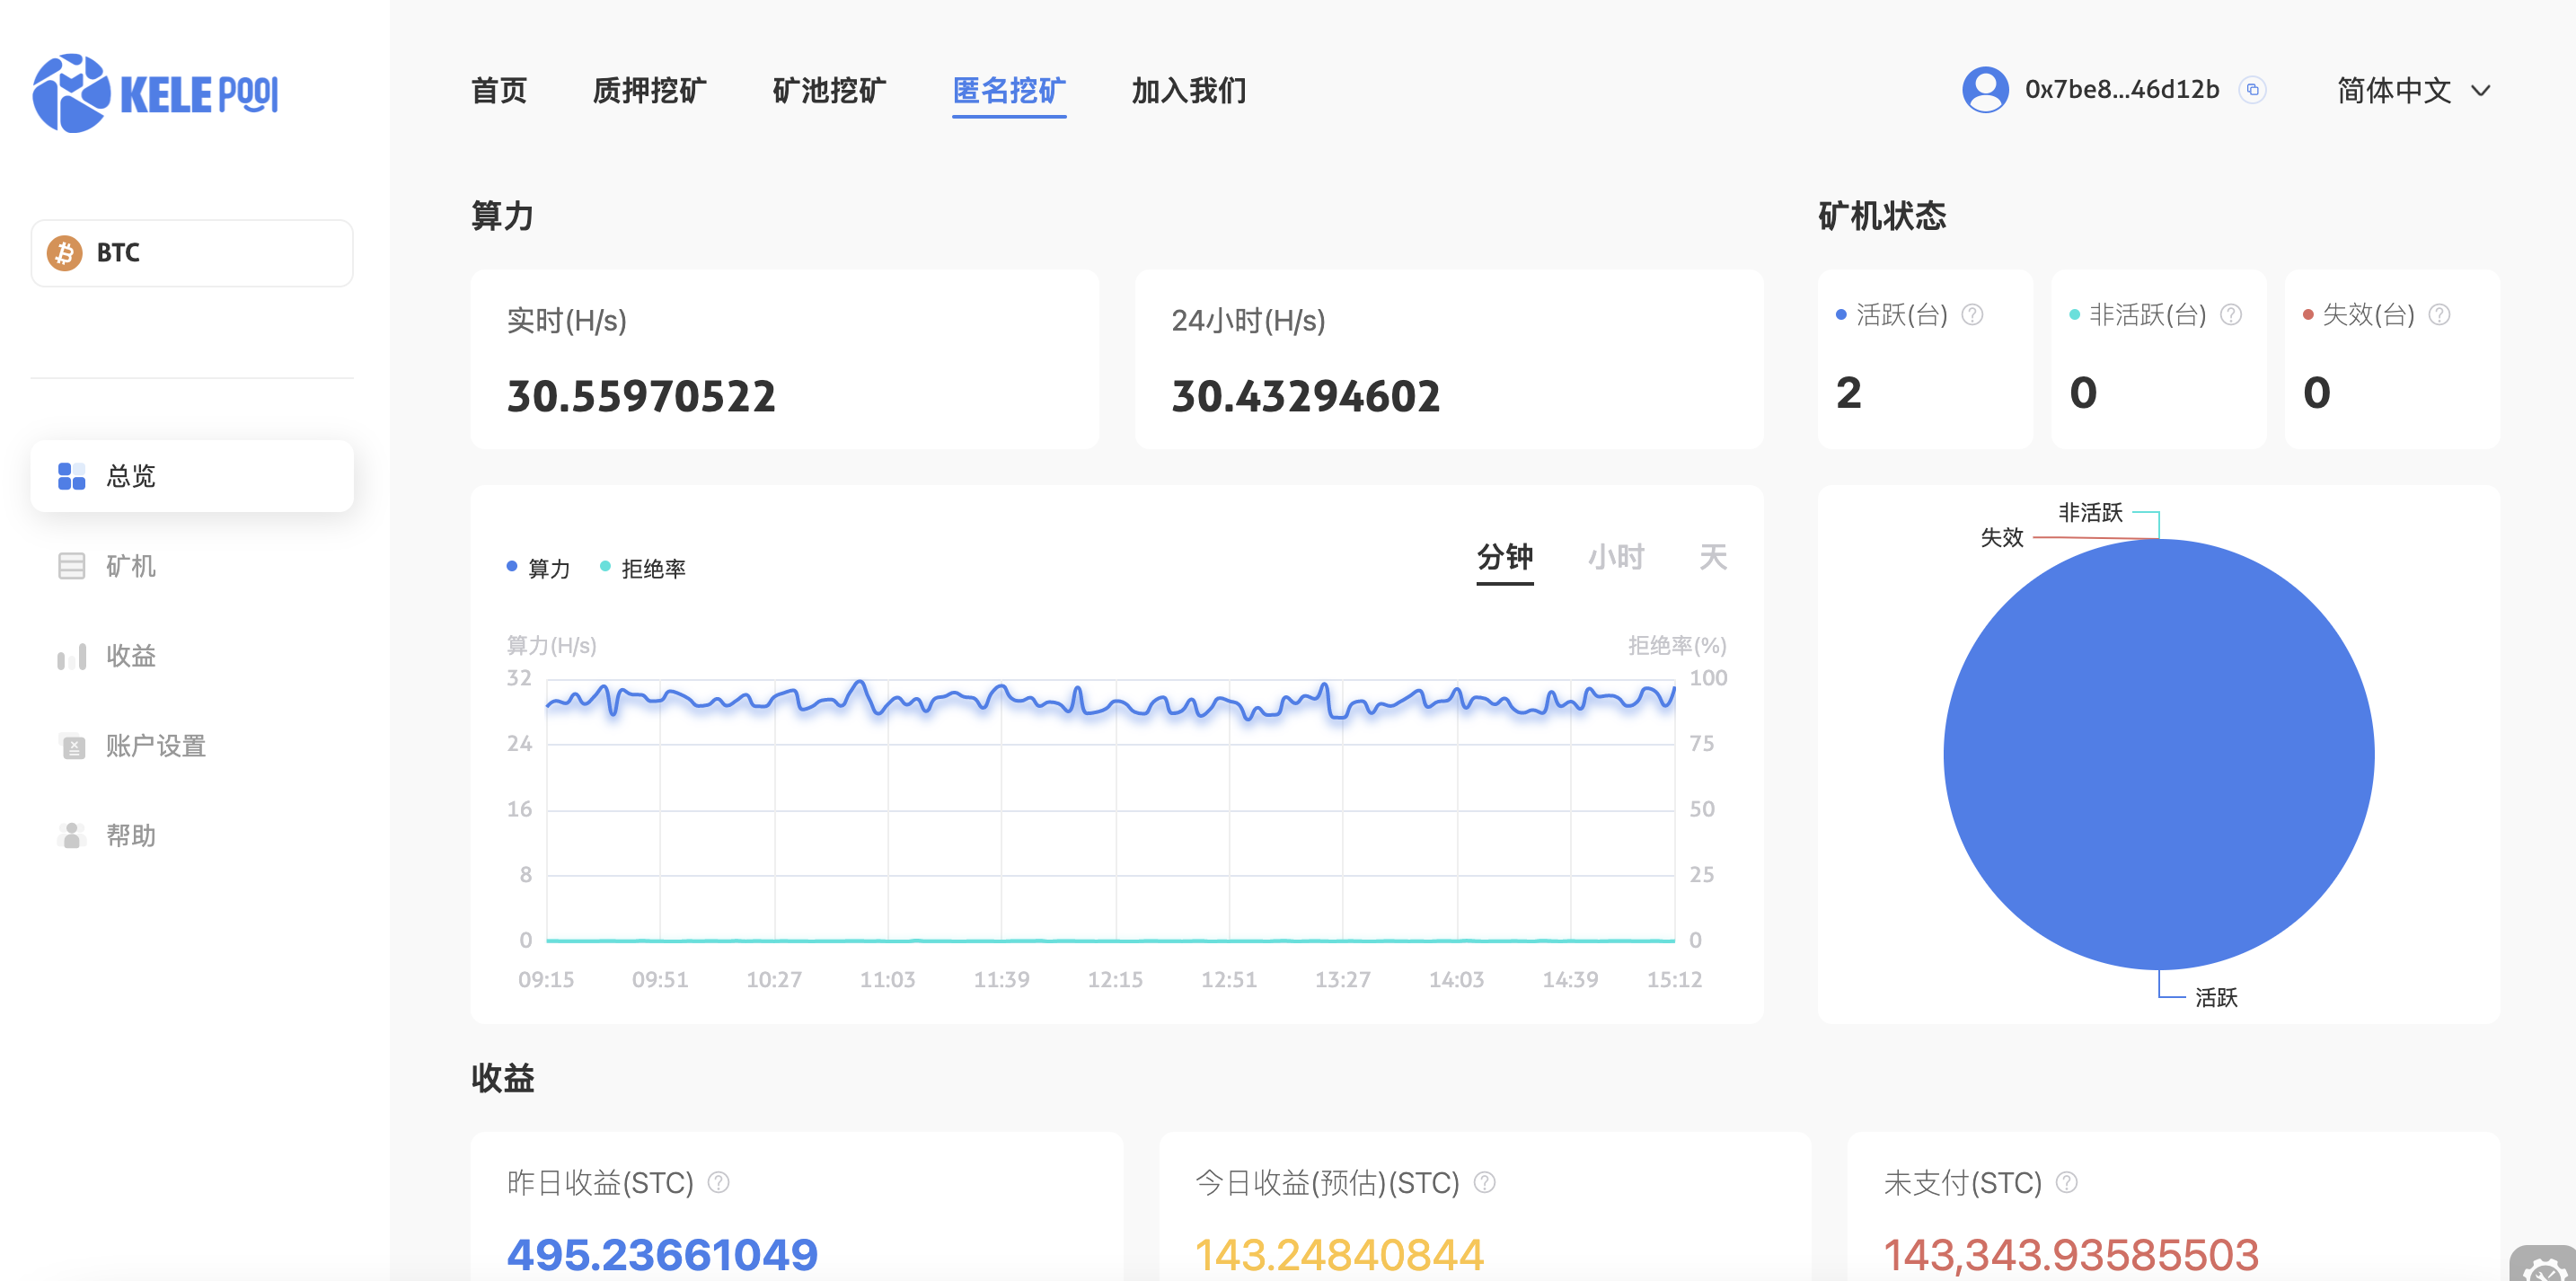 KELE POOL
首页 质押挖矿 矿池挖矿 匿名挖矿 加入我们
0x7be8...46d12b 简体中文
BTC
总览
矿机
收益
账户设置
帮助
算力
实时(H/s)
30.55970522
24小时(H/s)
30.43294602
算力 拒绝率
分钟 小时 天
算力(H/s) 拒绝率(%)
32 100
24 75
16 50
8 25
0 0
09:15 09:51 10:27 11:03 11:39 12:15 12:51 13:27 14:03 14:39 15:12
矿机状态
活跃(台) ?
2
非活跃(台) ?
0
失效(台) ?
0
非活跃
失效
活跃
收益
昨日收益(STC) ?
495.23661049
今日收益(预估)(STC) ?
143.24840844
未支付(STC) ?
143,343.93585503